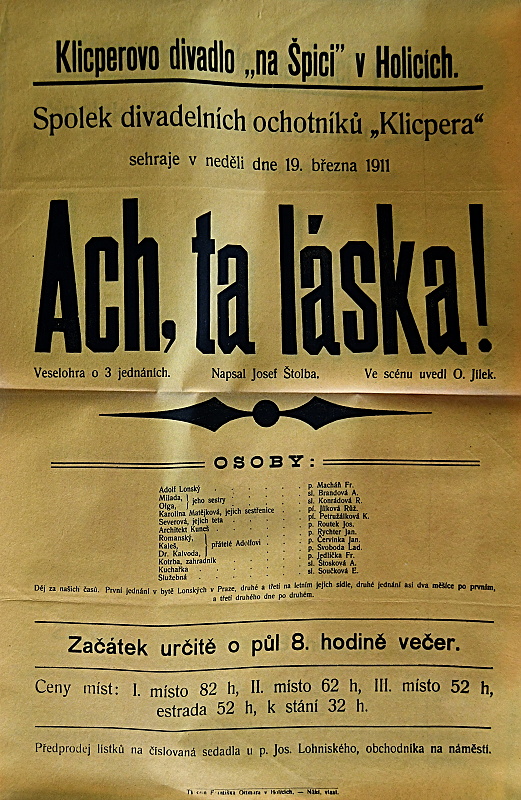 Klicperovo divadlo „na Špici” v Holicích.
Spolek divadelních ochotníků „Klicpera“
sehraje v neděli dne 19. března 1911
Ach, ta láska!
Veselohra o 3 jednáních. Napsal Josef Štolba. Ve scénu uvedl O. Jílek.
OSOBY:
Adolf Lonský p. Macháň Fr.
Milada, sl. Brandová A.
Olga, jeho sestry sl. Konrádová R.
Karolina Matějková, jejich sestřenice pí. Jílková Růž.
Severová, jejich teta pí. Petružálková K.
Architekt Kuneš p. Routek Jos.
Romanský, p. Rychter Jan.
Kaleš, přátelé Adolfovi p. Červinka Jan.
Dr. Kalvoda, p. Svoboda Lad.
Kotrba, zahradník p. Jedlička Fr.
Kuchařka sl. Stosková A.
Služebná sl. Součková E.
Děj za našich časů. První jednání v bytě Lonských v Praze, druhé a třetí na letním jejich sídle, druhé jednání asi dva měsíce po prvním,
a třetí druhého dne po druhém.
Začátek určitě o půl 8. hodině večer.
Ceny míst: I. místo 82 h, II. místo 62 h, III. místo 52 h,
estrada 52 h, k stání 32 h.
Předprodej lístků na číslovaná sedadla u p. Jos. Lohniského, obchodníka na náměstí.
Františka v Holicích. — Nákl. vlast.